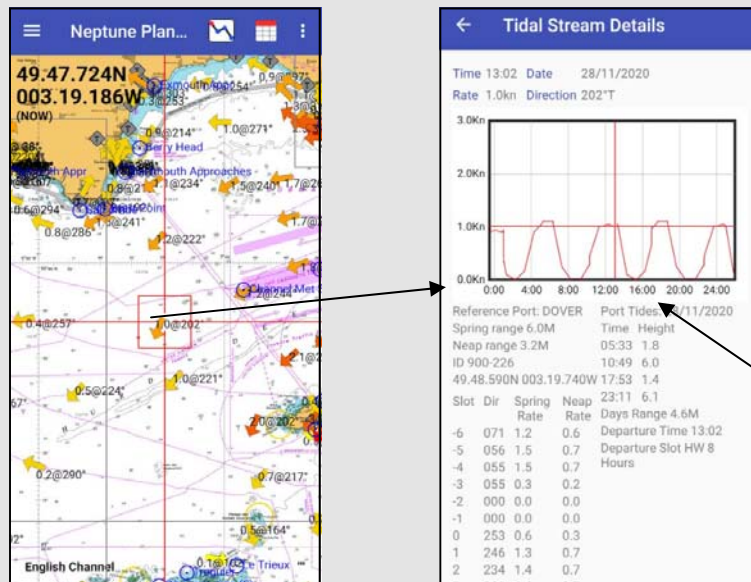 Neptune Plan...
49.47.724N
003.19.186W
(NOW)
0.9@214°
1.0@271°
Berry Head
1.1@234°
1.5@240°
0.6@294°
0.8@286°
1.2@222°
0.4@257°
1.0@202°
0.5@224°
1.0@221°
2.0@202°
0.2@290°
0.7@217°
0.5@164°
English Channel
Tidal Stream Details
Time 13:02 Date 28/11/2020
Rate 1.0kn Direction 202°T
3.0Kn
2.0Kn
1.0Kn
0.0Kn
0:00 4:00 8:00 12:00 16:00 20:00 24:00
Reference Port: DOVER
Spring range 6.0M
Neap range 3.2M
ID 900-226
49.48.590N 003.19.740W
Slot Dir Spring Rate Neap Rate
-6 071 1.2 0.6
-5 056 1.5 0.7
-4 055 1.5 0.7
-3 055 0.3 0.2
-2 000 0.0 0.0
-1 000 0.0 0.0
0 253 0.6 0.3
1 246 1.3 0.7
2 234 1.4 0.7
Port Tides: /11/2020
Time Height
05:33 1.8
10:49 6.0
17:53 1.4
23:11 6.1
Days Range 4.6M
Departure Time 13:02
Departure Slot HW 8
Hours